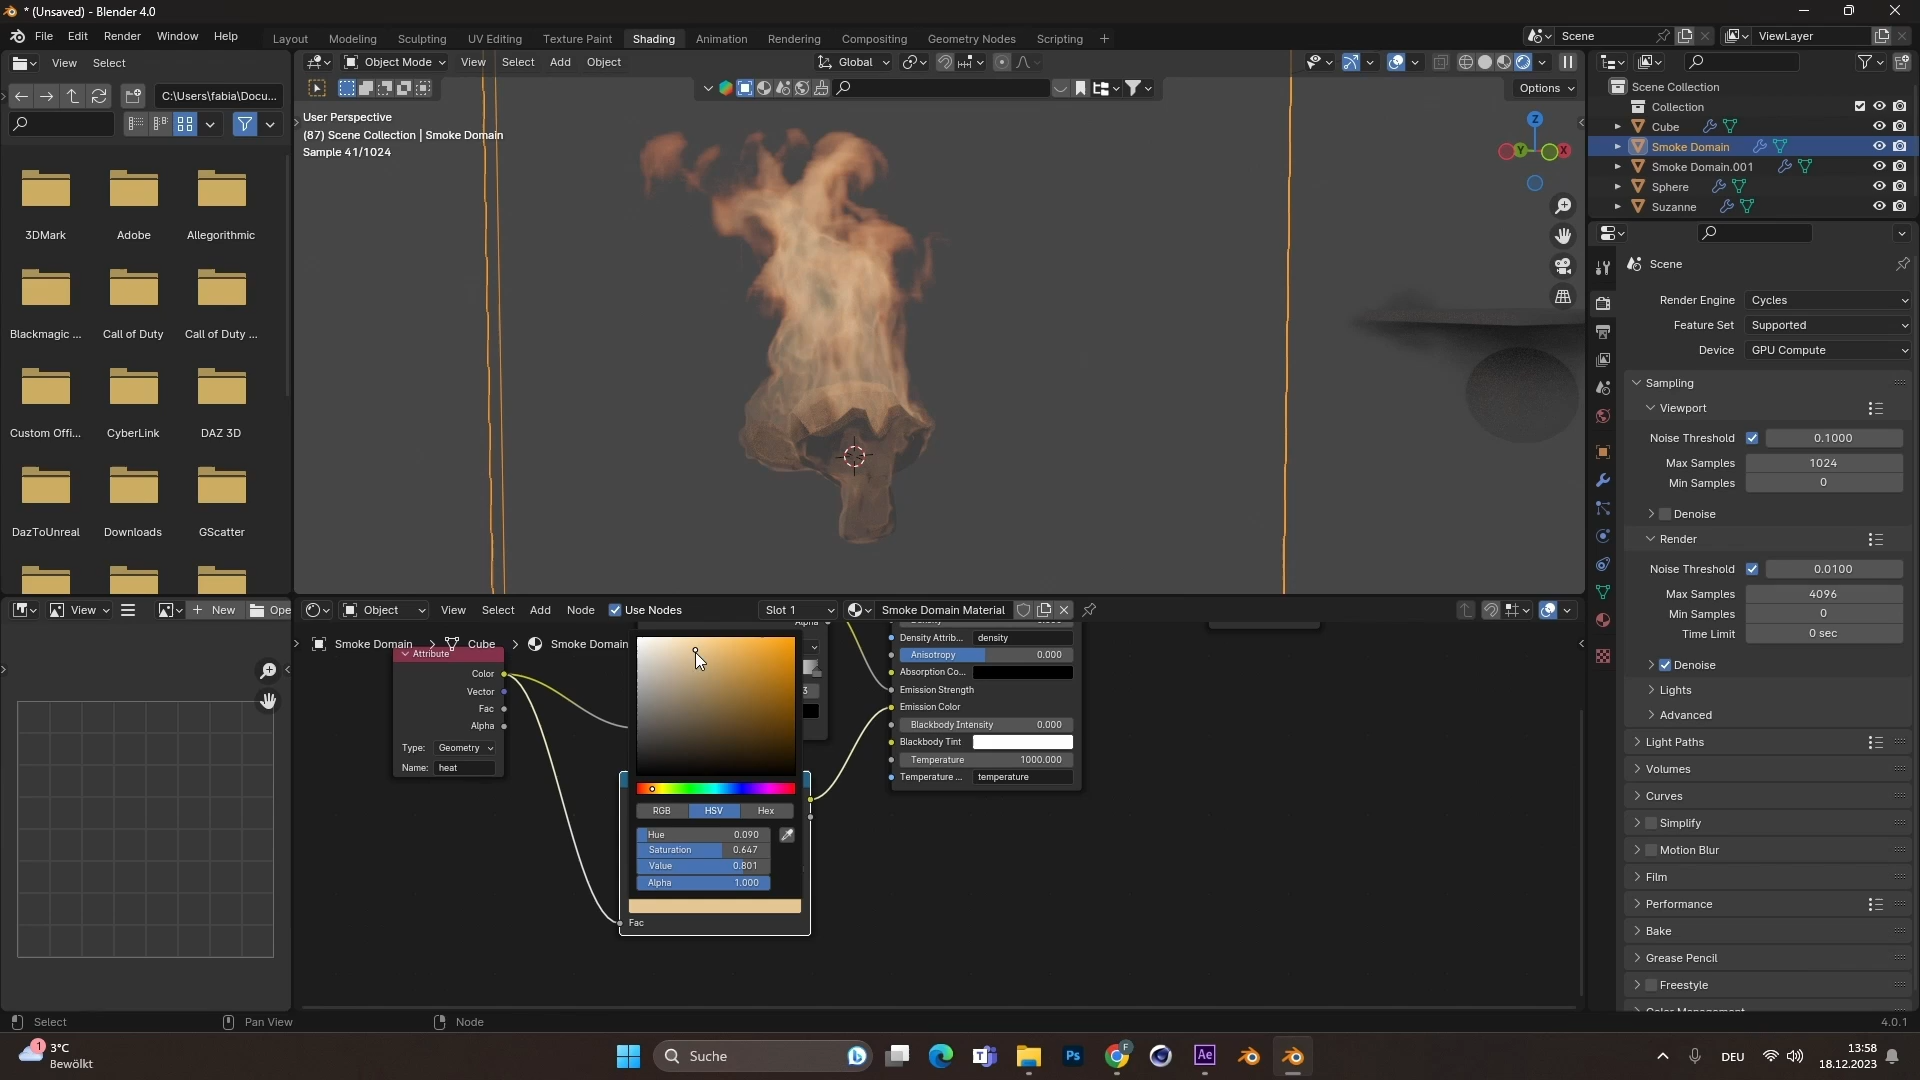 * (Unsaved) - Blender 4.0
File Edit Render Window Help
Layout Modeling Sculpting UV Editing Texture Paint Shading Animation Rendering Compositing Geometry Nodes Scripting +
Scene
ViewLayer
View Select
Object Mode View Select Add Object
Global
C:\Users\fabia\Docu...
Options
User Perspective
(87) Scene Collection | Smoke Domain
Sample 41/1024
Z
Y
X
3DMark Adobe Allegorithmic
Blackmagic ... Call of Duty Call of Duty ...
Custom Offi... CyberLink DAZ 3D
DazToUnreal Downloads GScatter
Scene Collection
Collection
Cube
Smoke Domain
Smoke Domain.001
Sphere
Suzanne
Scene
Render Engine Cycles
Feature Set Supported
Device GPU Compute
Sampling
Viewport
Noise Threshold 0.1000
Max Samples 1024
Min Samples 0
Denoise
Render
Noise Threshold 0.0100
Max Samples 4096
Min Samples 0
Time Limit 0 sec
Denoise
Lights
Advanced
Light Paths
Volumes
Curves
Simplify
Motion Blur
Film
Performance
Bake
Grease Pencil
Freestyle
View New Ope
Object View Select Add Node Use Nodes Slot 1 Smoke Domain Material
Smoke Domain Cube Smoke Domain
Attribute
Color
Vector
Fac
Alpha
Type: Geometry
Name: heat
RGB HSV Hex
Hue 0.090
Saturation 0.647
Value 0.801
Alpha 1.000
Fac
Density Attrib... density
Anisotropy 0.000
Absorption Co...
Emission Strength
Emission Color
Blackbody Intensity 0.000
Blackbody Tint
Temperature 1000.000
Temperature ... temperature
Select Pan View Node
4.0.1
1
3°C
Bewölkt
Suche
Ps
F
Ae
DEU
13:58
18.12.2023